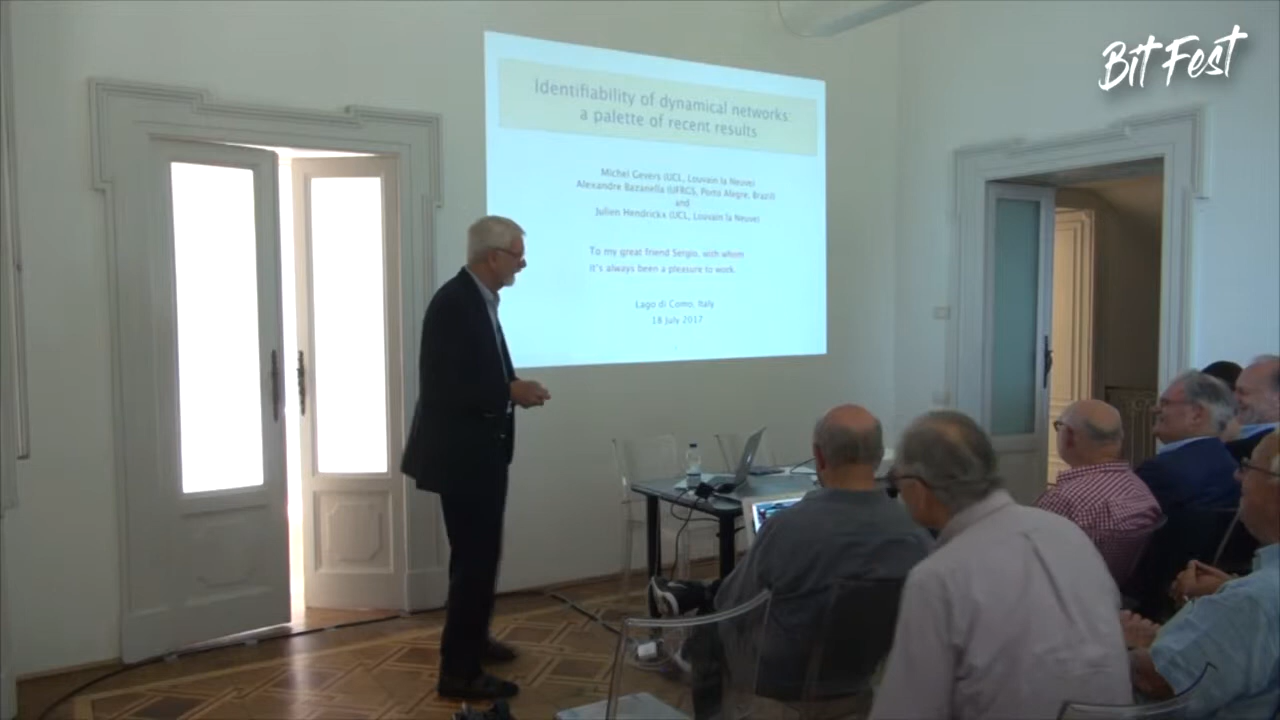 Bit Fest
Identifiability of dynamical networks:
a palette of recent results
Michel Gevers (UCL, Louvain la Neuve)
Alexandre Bazanella (UFRGS, Porto Alegre, Brazil)
and
Julien Hendrickx (UCL, Louvain la Neuve)
To my great friend Sergio, with whom
it's always been a pleasure to work.
Lago di Como, Italy
18 July 2017